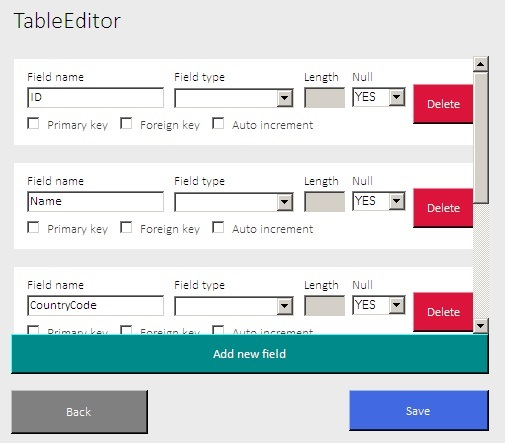 TableEditor
Field name Field type Length Null
ID YES Delete
Primary key Foreign key Auto increment
Field name Field type Length Null
Name YES Delete
Primary key Foreign key Auto increment
Field name Field type Length Null
CountryCode YES Delete
Primary key Foreign key Auto increment
Add new field
Back Save